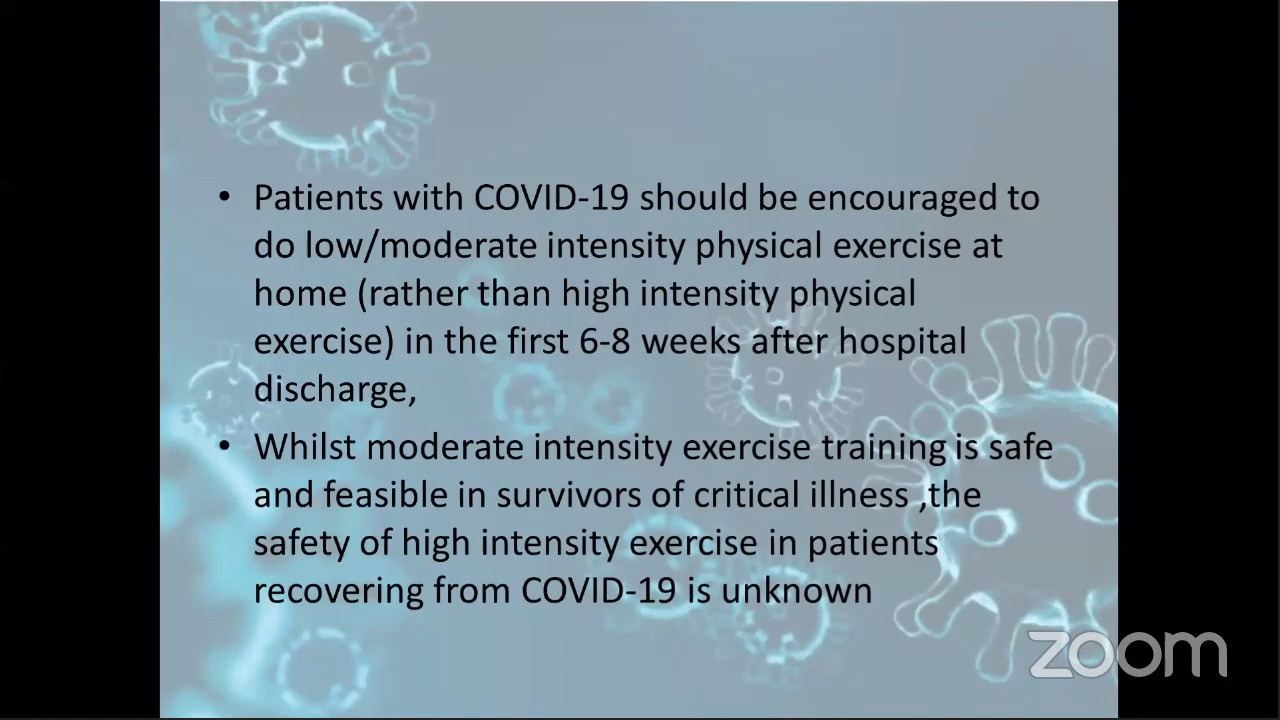 • Patients with COVID-19 should be encouraged to
do low/moderate intensity physical exercise at
home (rather than high intensity physical
exercise) in the first 6-8 weeks after hospital
discharge,
• Whilst moderate intensity exercise training is safe
and feasible in survivors of critical illness ,the
safety of high intensity exercise in patients
recovering from COVID-19 is unknown
zoom